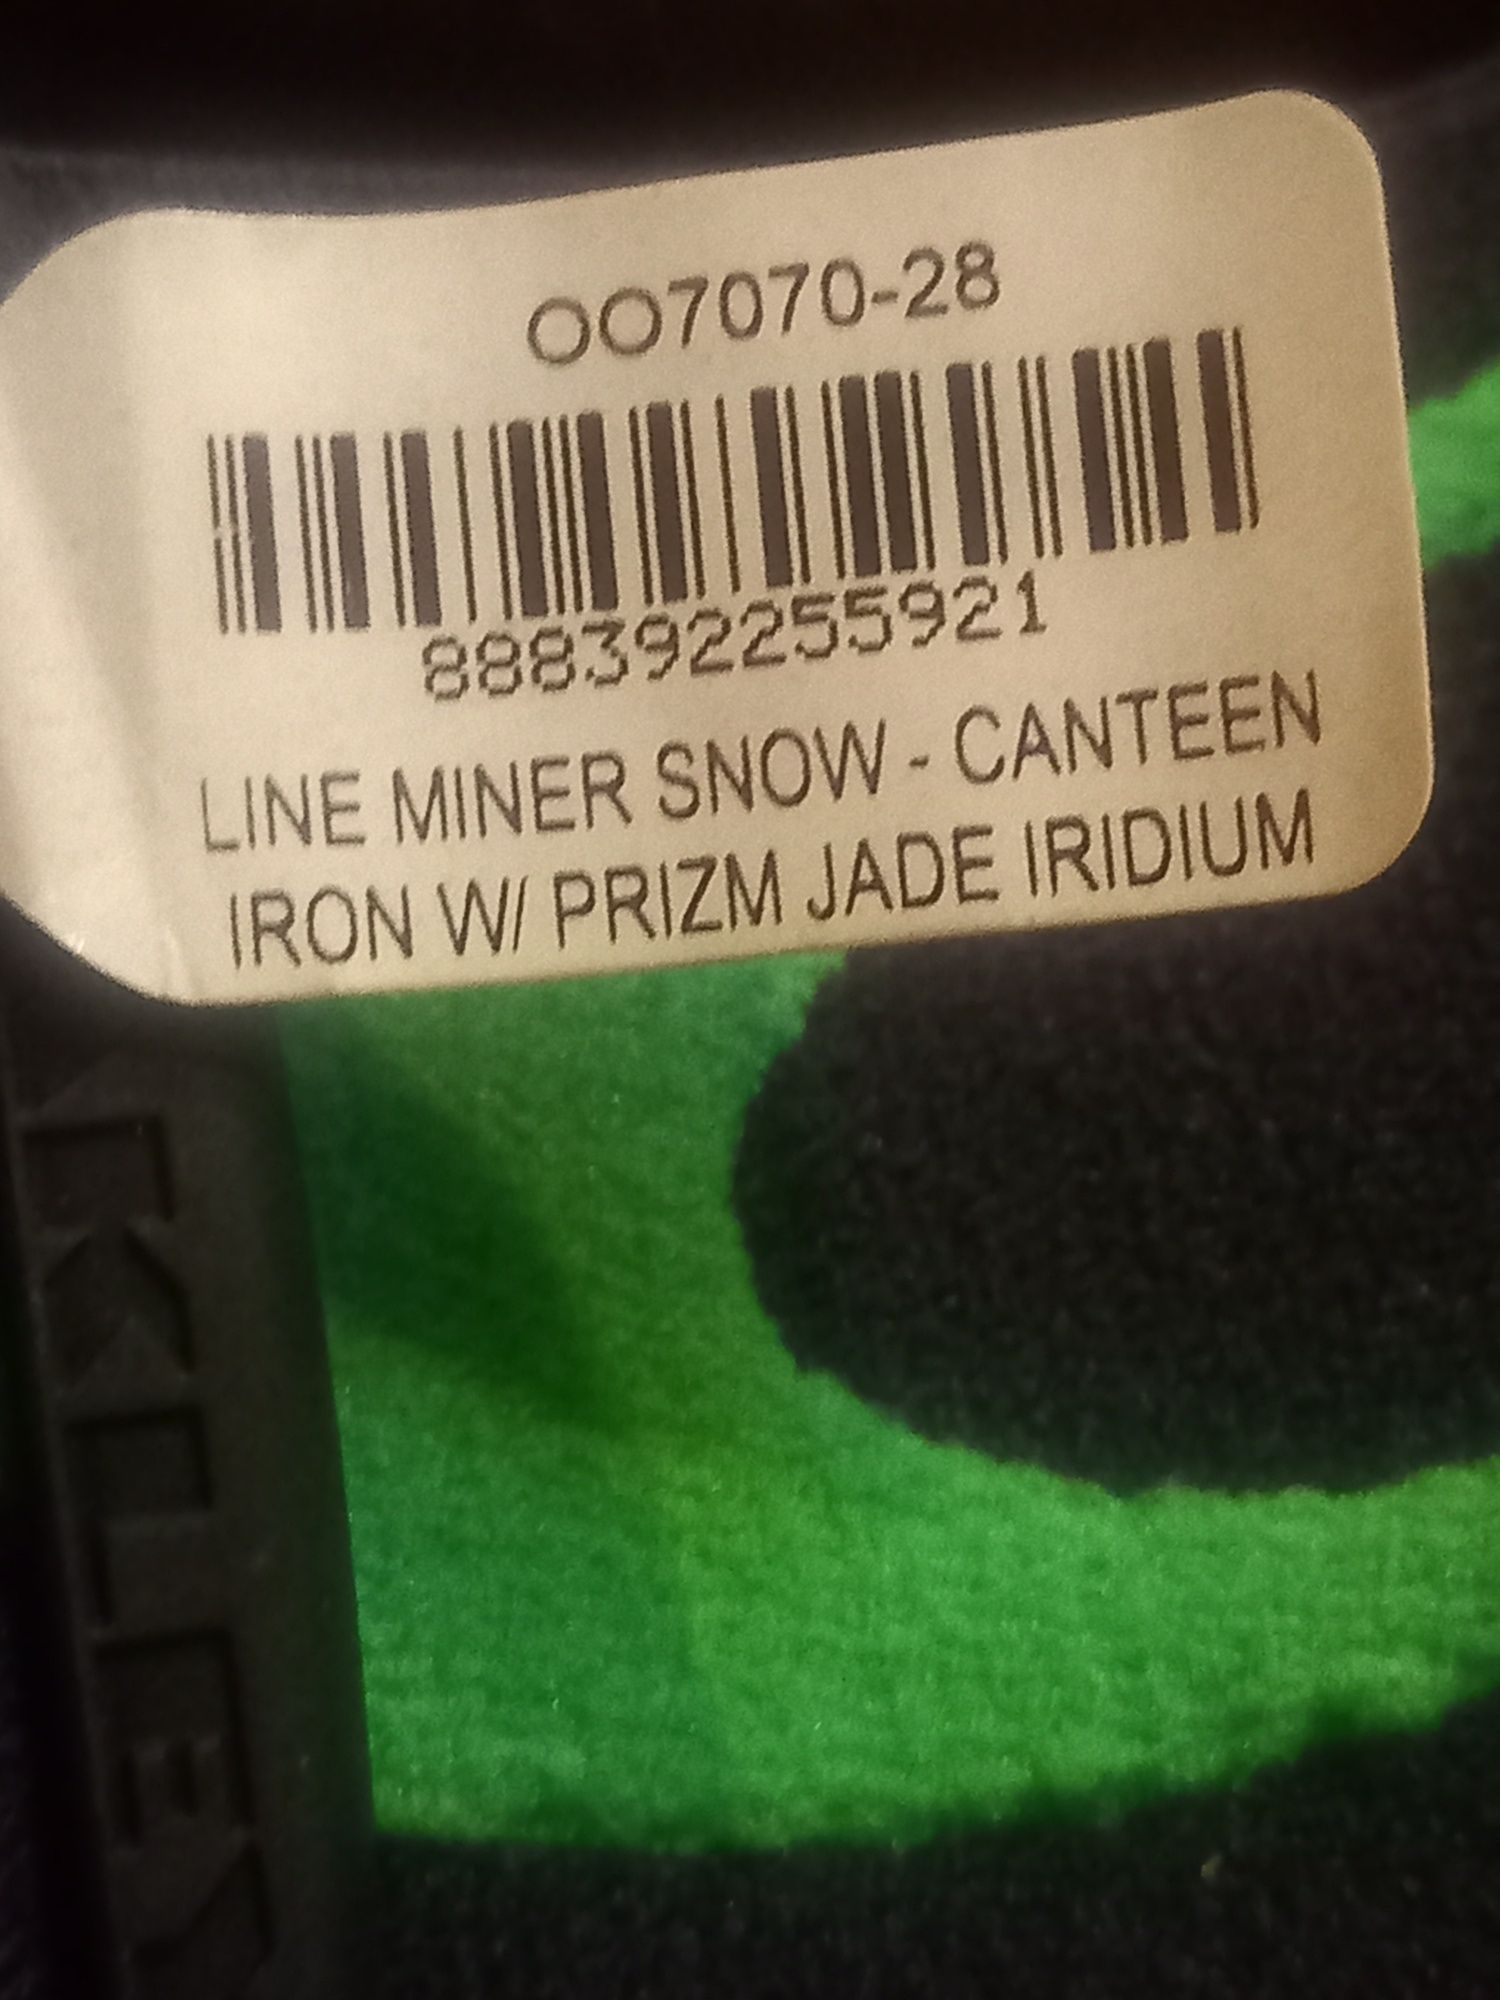 OO7070-28
888392255921
LINE MINER SNOW - CANTEEN
IRON W/ PRIZM JADE IRIDIUM